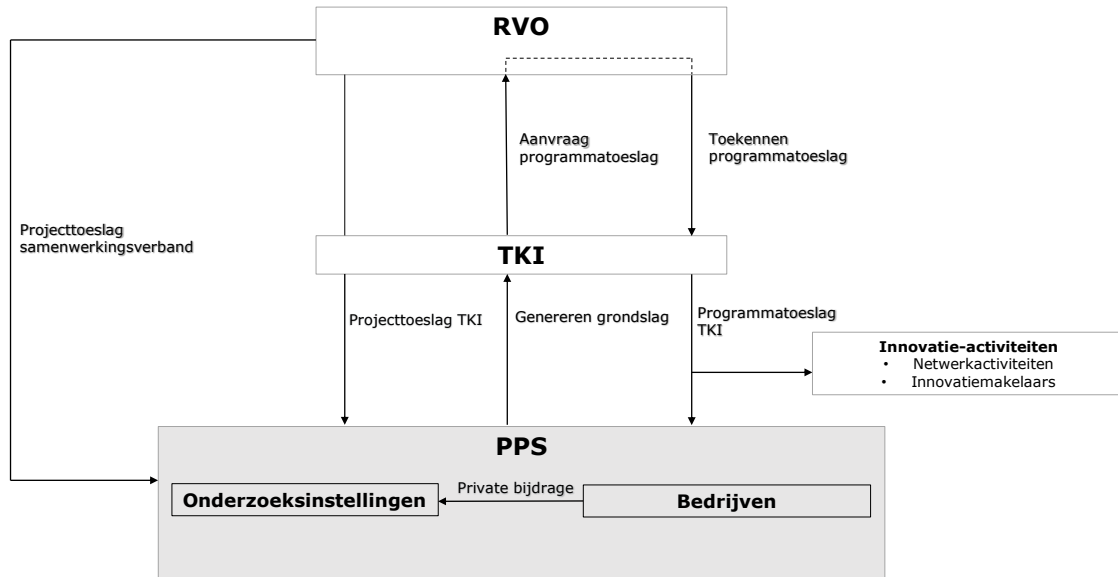 RVO
Aanvraag
programmatoeslag
Toekennen
programmatoeslag
Projecttoeslag
samenwerkingsverband
TKI
Projecttoeslag TKI
Genereren grondslag
Programmatoeslag
TKI
Innovatie-activiteiten
• Netwerkactiviteiten
• Innovatiemakelaars
PPS
Onderzoeksinstellingen
Private bijdrage
Bedrijven